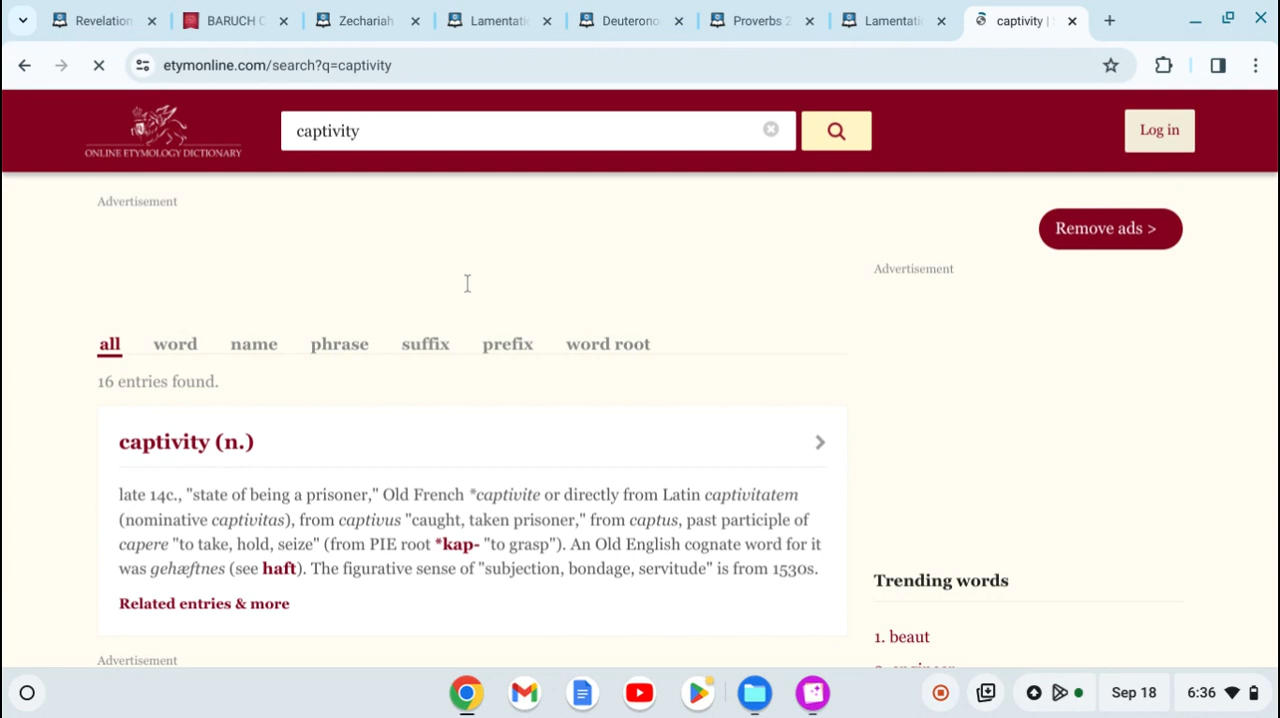 Revelation
BARUCH C
Zechariah
Lamentatio
Deuterono
Proverbs 2
Lamentatio
captivity | S
etymonline.com/search?q=captivity
ONLINE ETYMOLOGY DICTIONARY
captivity
Log in
Advertisement
Remove ads >
Advertisement
all word name phrase suffix prefix word root
16 entries found.
captivity (n.)
late 14c., "state of being a prisoner," Old French *captivite or directly from Latin captivitatem
(nominative captivitas), from captivus "caught, taken prisoner," from captus, past participle of
capere "to take, hold, seize" (from PIE root *kap- "to grasp"). An Old English cognate word for it
was gehæftnes (see haft). The figurative sense of "subjection, bondage, servitude" is from 1530s.
Related entries & more
Advertisement
Trending words
1. beaut
Sep 18
6:36